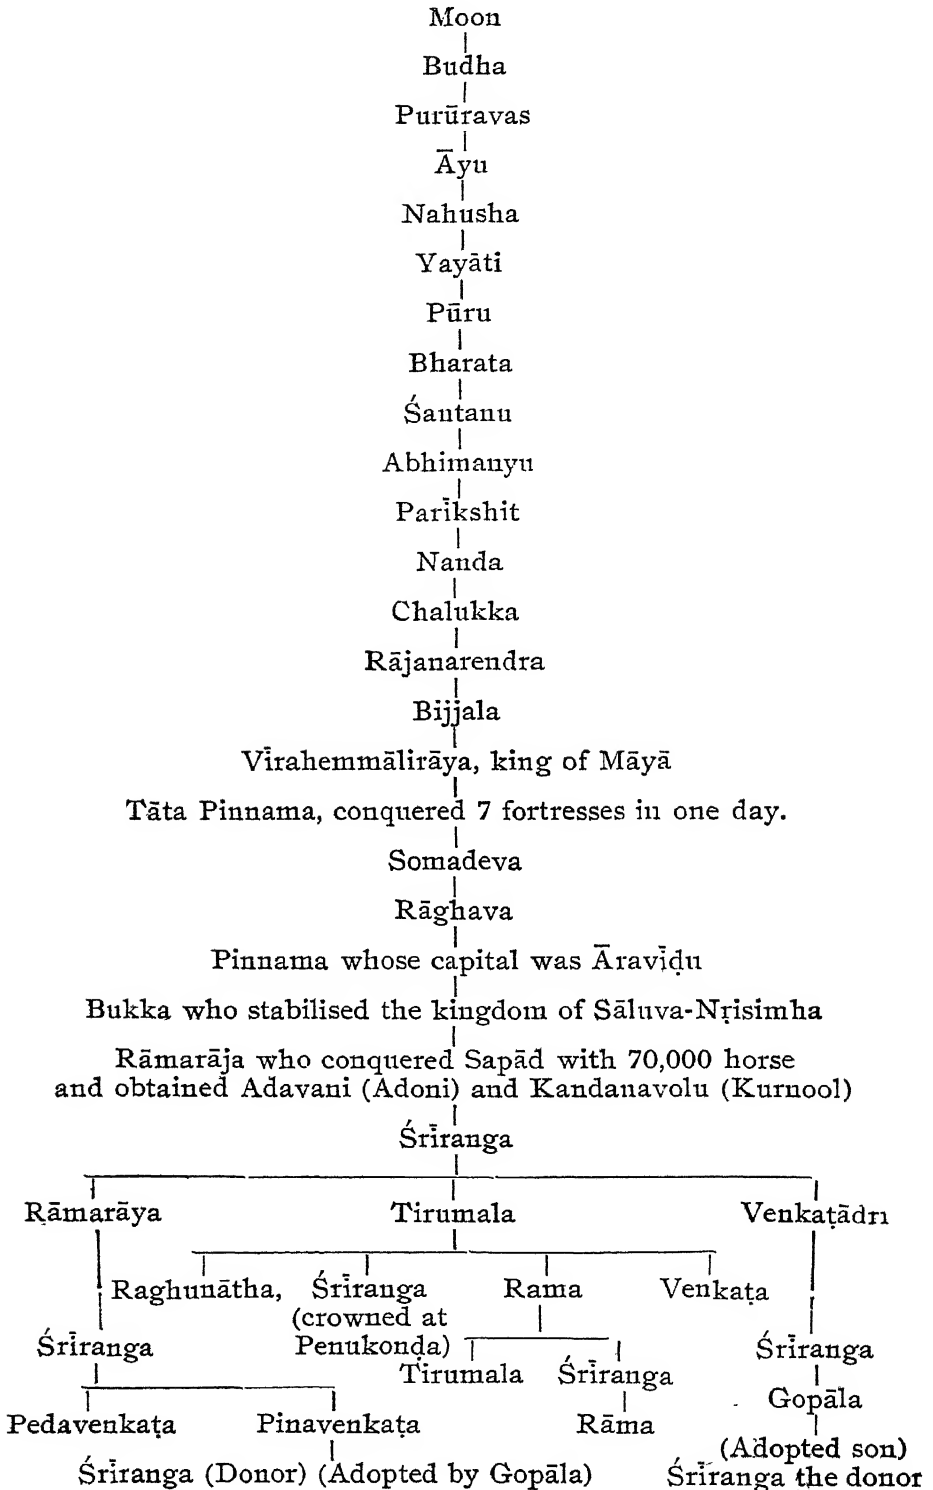 Moon
Budha
Purūravas
Āyu
Nahusha
Yayāti
Pūru
Bharata
Śantanu
Abhimanyu
Parīkshit
Nanda
Chalukka
Rājanarendra
Bijjala
Vīrahemmālirāya, king of Māyā
Tāta Pinnama, conquered 7 fortresses in one day.
Somadeva
Rāghava
Pinnama whose capital was Āravīḍu
Bukka who stabilised the kingdom of Sāluva-Nṛisimha
Rāmarāja who conquered Sapād with 70,000 horse
and obtained Adavani (Adoni) and Kandanavolu (Kurnool)
Śrīranga
Rāmarāya Tirumala Venkaṭādri
Raghunātha, Śrīranga Rama Venkaṭa
(crowned at
Śrīranga Penukonḍa) Śrīranga
Tirumala Śrīranga
Gopāla
Pedavenkaṭa Pinavenkaṭa Rāma
(Adopted son)
Śrīranga (Donor) (Adopted by Gopāla) Śrīranga the donor